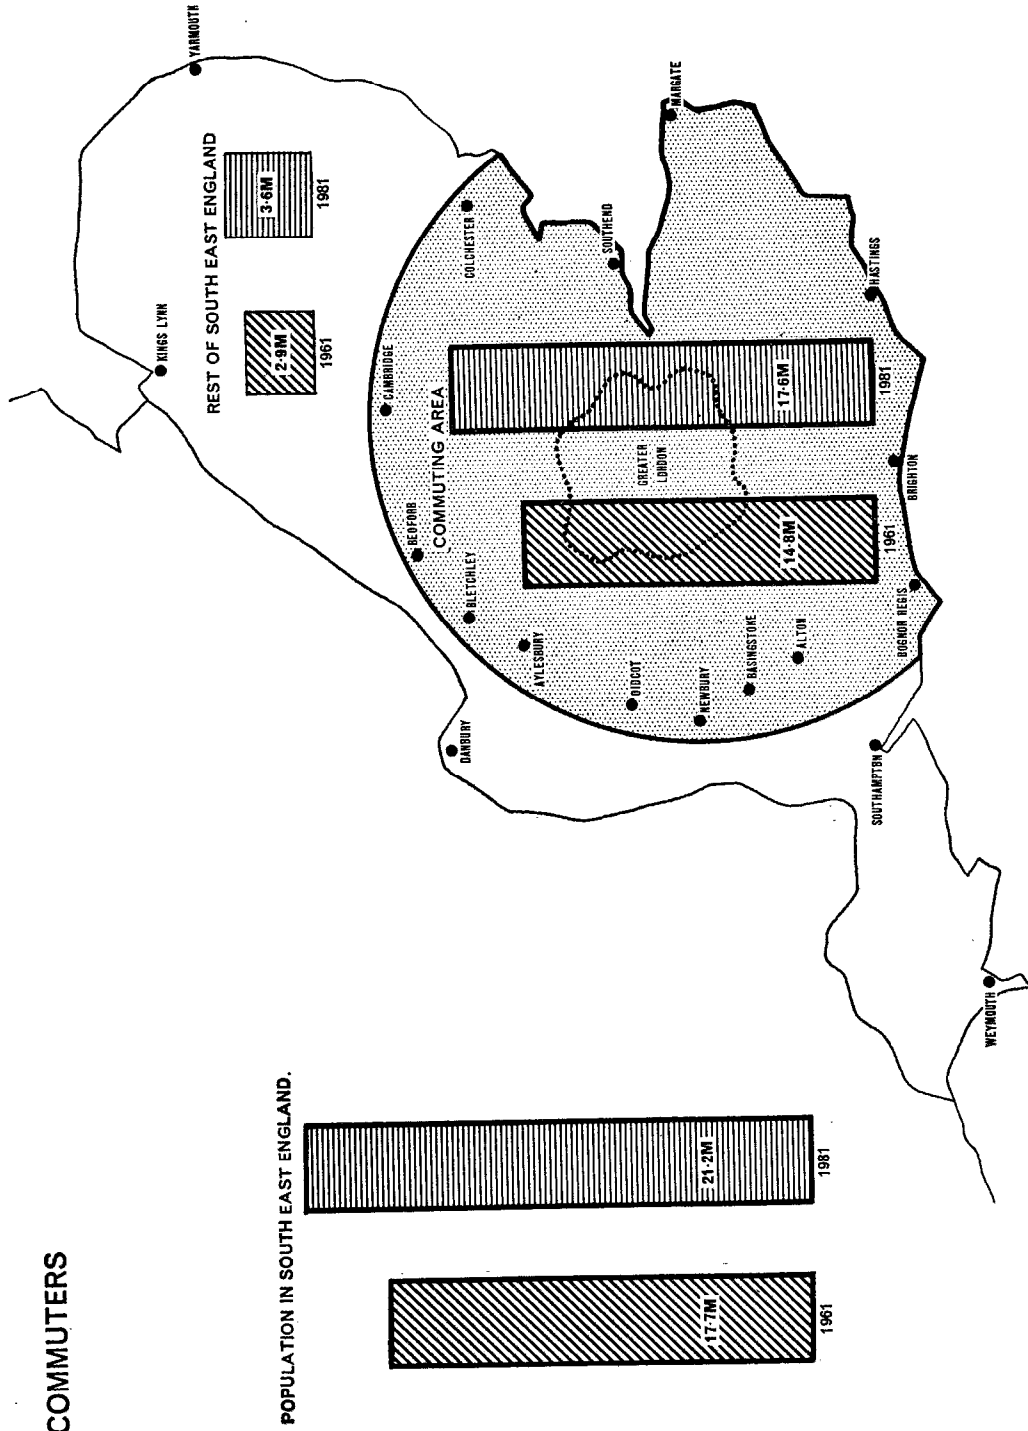 COMMUTERS
POPULATION IN SOUTH EAST ENGLAND.
17·7M
1961
21·2M
1981
REST OF SOUTH EAST ENGLAND
2·9M
1961
3·6M
1981
COMMUTING AREA
14·8M
1961
17·6M
1981
GREATER
LONDON
YARMOUTH
KINGS LYNN
CAMBRIDGE
COLCHESTER
BEDFORB
BLETCHLEY
AYLESBURY
DANBURY
DIDCOT
NEWBURY
BASINGSTOKE
ALTON
SOUTHEND
MARGATE
HASTINGS
BRIGHTON
BOGNOR REGIS
SOUTHAMPTBN
WEYMOUTH